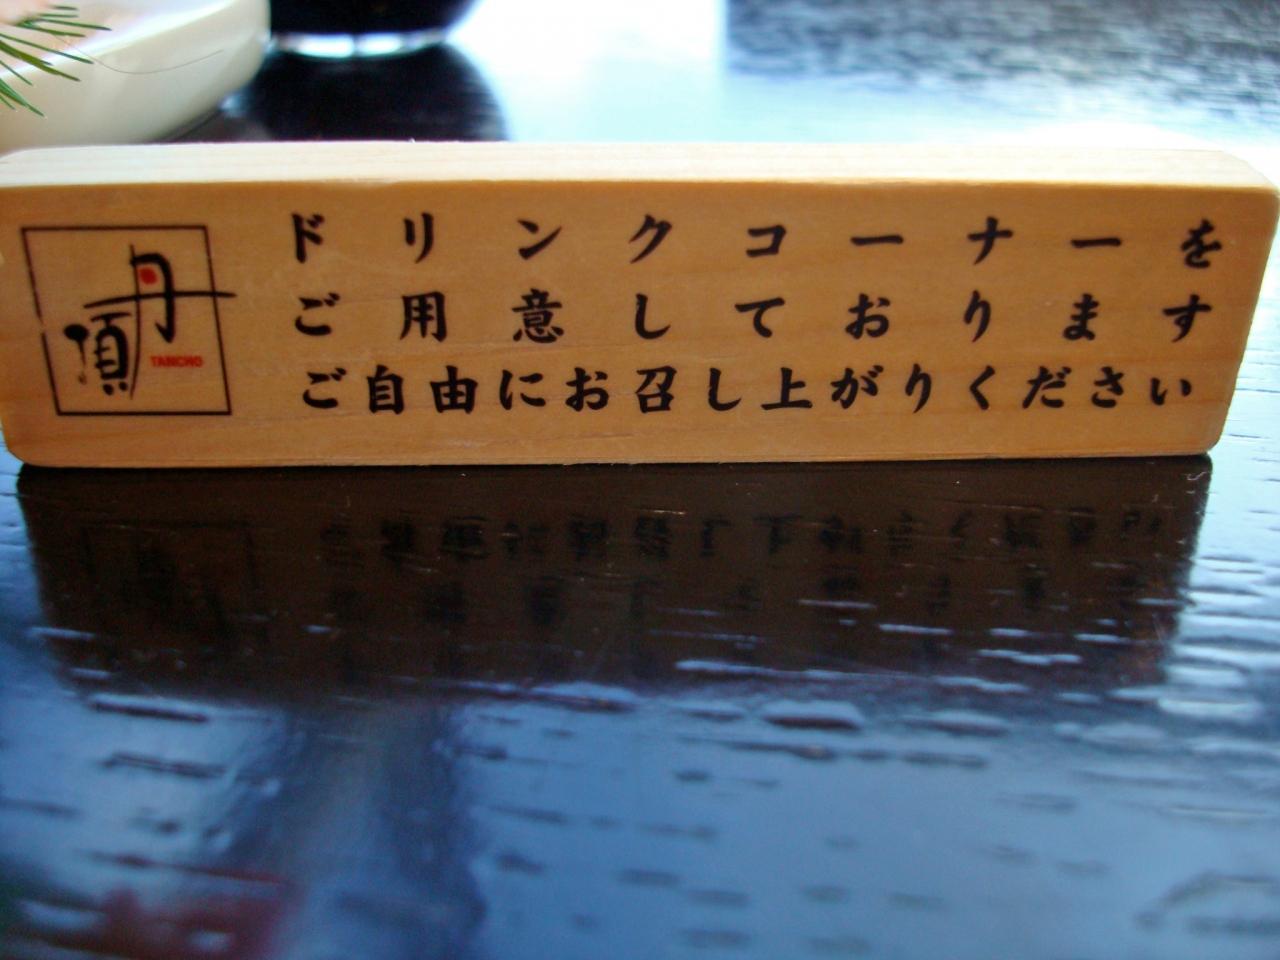 丹頂
TANCHO
ドリンクコーナーを
ご用意しております
ご自由にお召し上がりください